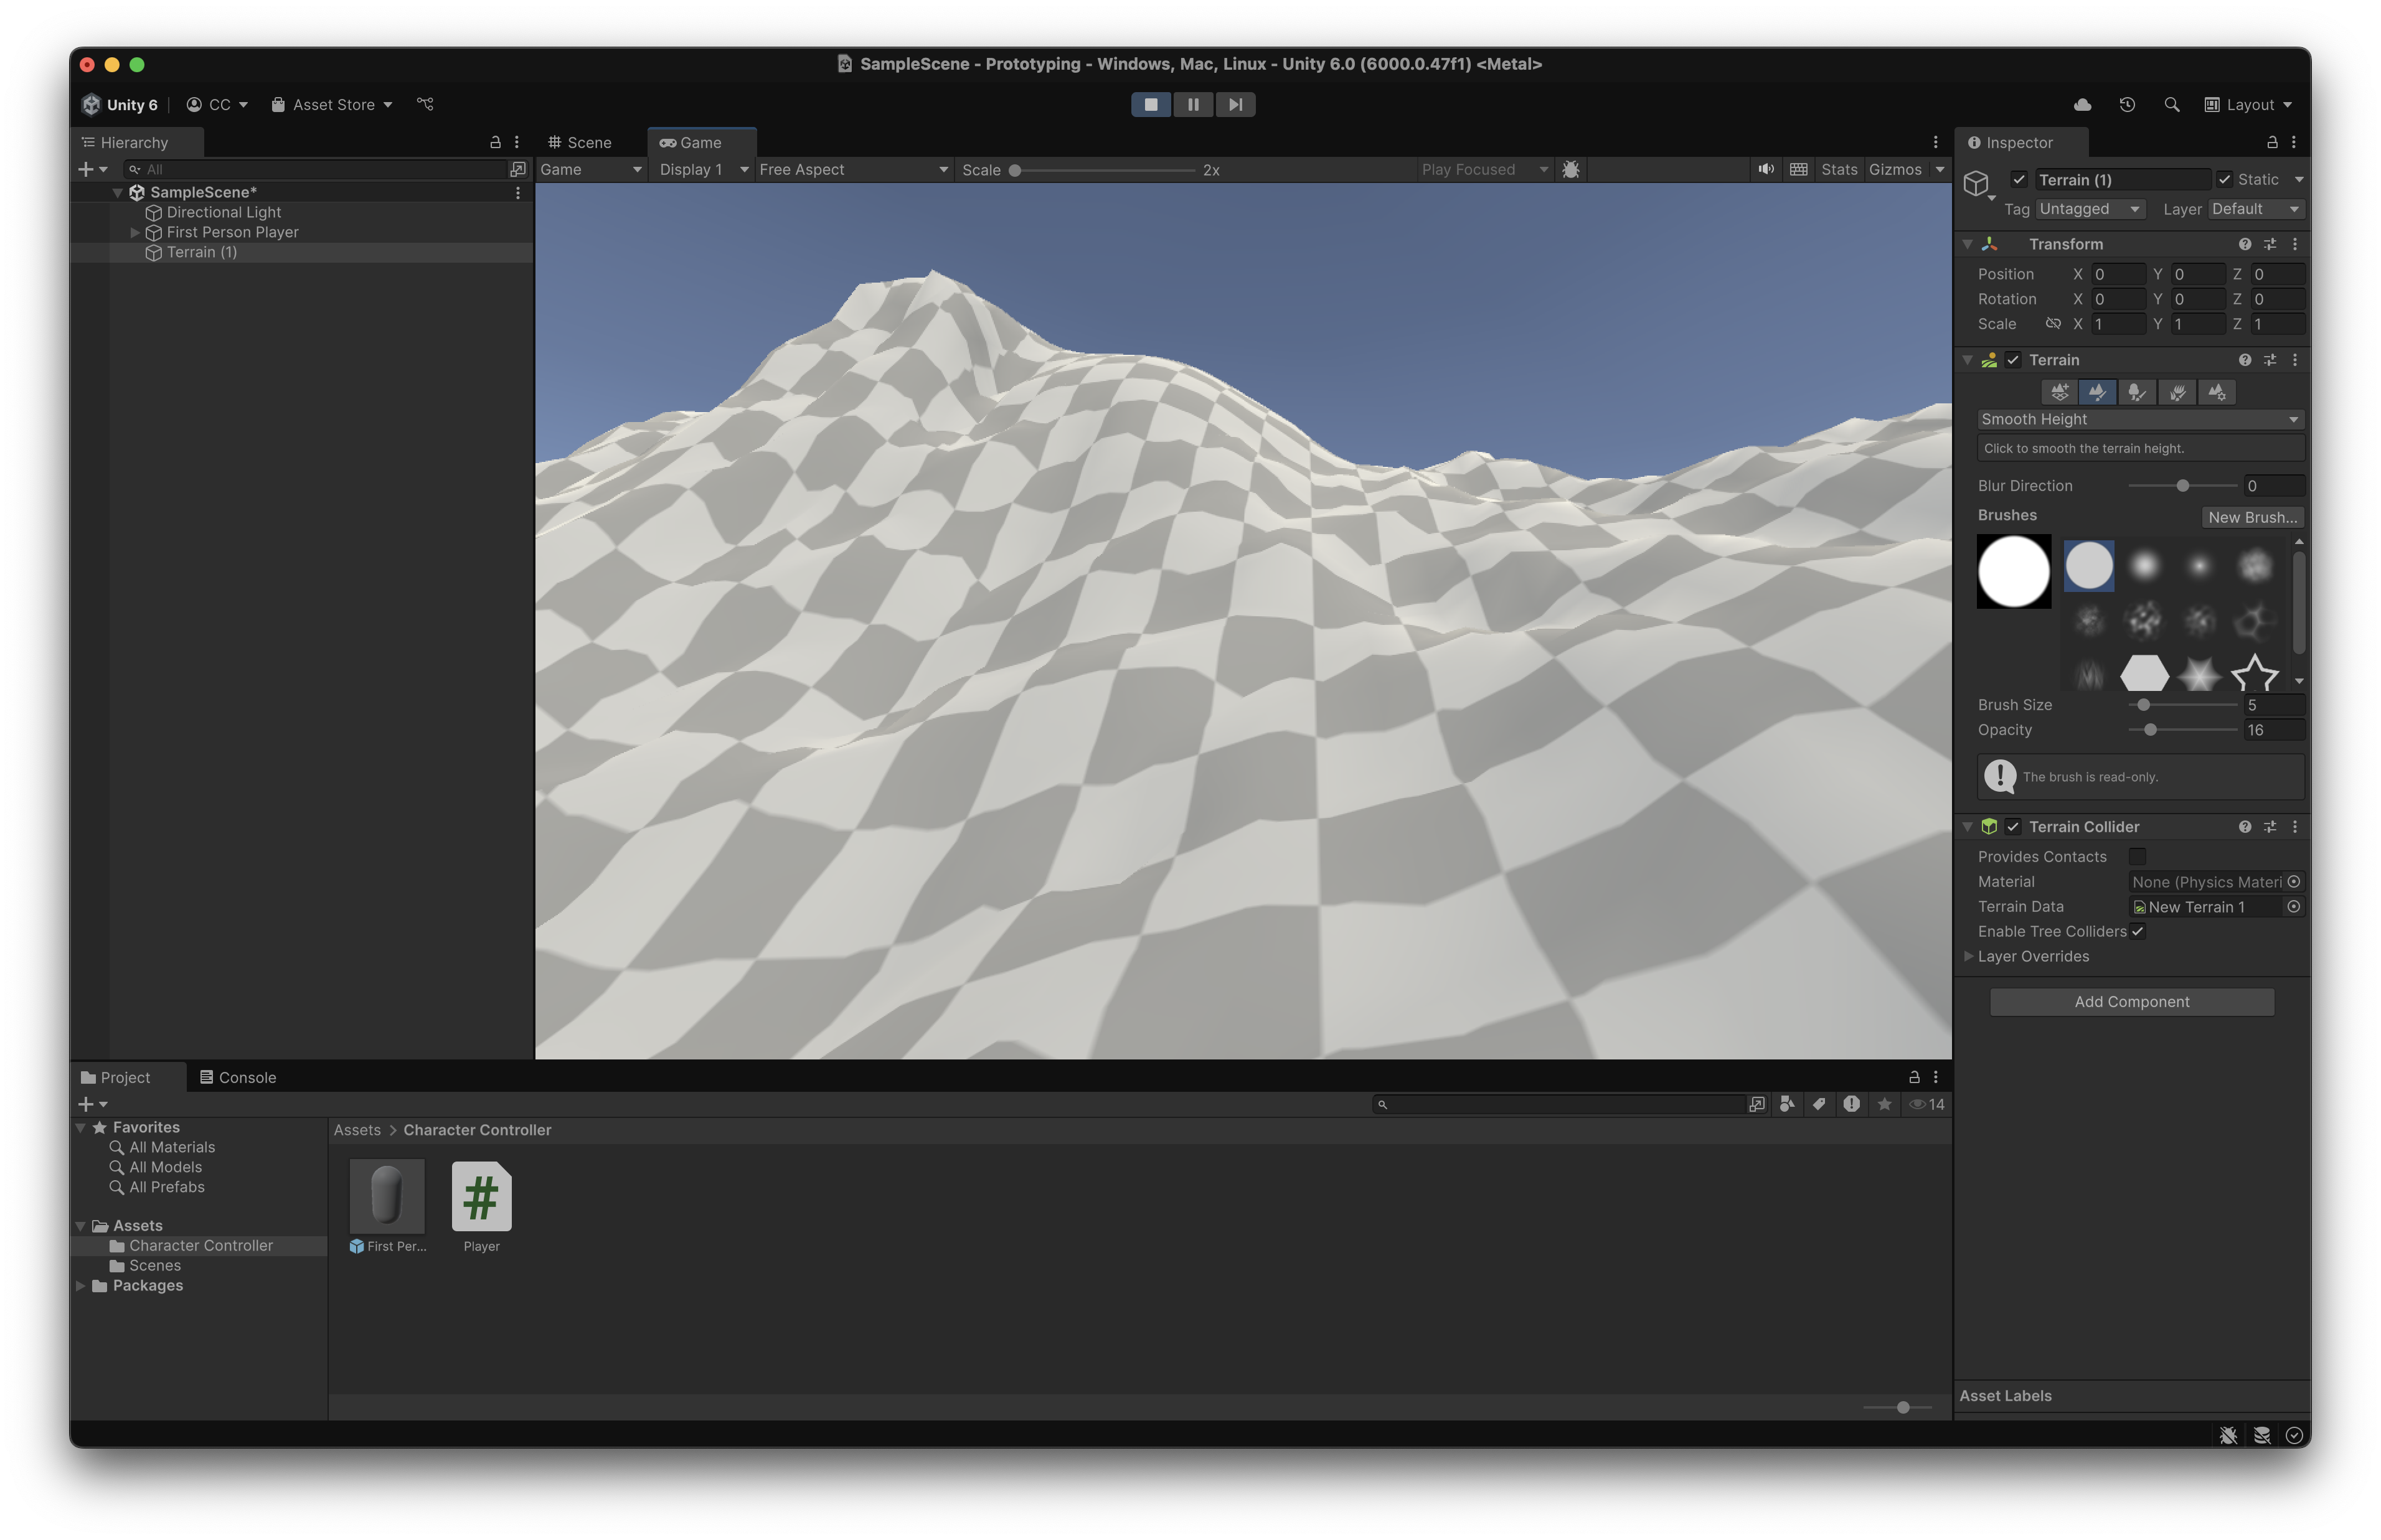 SampleScene - Prototyping - Windows, Mac, Linux - Unity 6.0 (6000.0.47f1) <Metal>
Unity 6 CC Asset Store Layout
Hierarchy
All
SampleScene*
Directional Light
First Person Player
Terrain (1)
Scene Game
Game Display 1 Free Aspect Scale 2x Play Focused Stats Gizmos
Inspector
Terrain (1) Static
Tag Untagged Layer Default
Transform
Position X 0 Y 0 Z 0
Rotation X 0 Y 0 Z 0
Scale X 1 Y 1 Z 1
Terrain
Smooth Height
Click to smooth the terrain height.
Blur Direction 0
Brushes New Brush...
Brush Size 5
Opacity 16
The brush is read-only.
Terrain Collider
Provides Contacts
Material None (Physics Materi
Terrain Data New Terrain 1
Enable Tree Colliders
Layer Overrides
Add Component
Asset Labels
Project Console
14
Favorites
All Materials
All Models
All Prefabs
Assets
Character Controller
Scenes
Packages
Assets > Character Controller
First Per...
#
Player